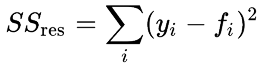 SS_res = ∑_i (y_i − f_i)^2